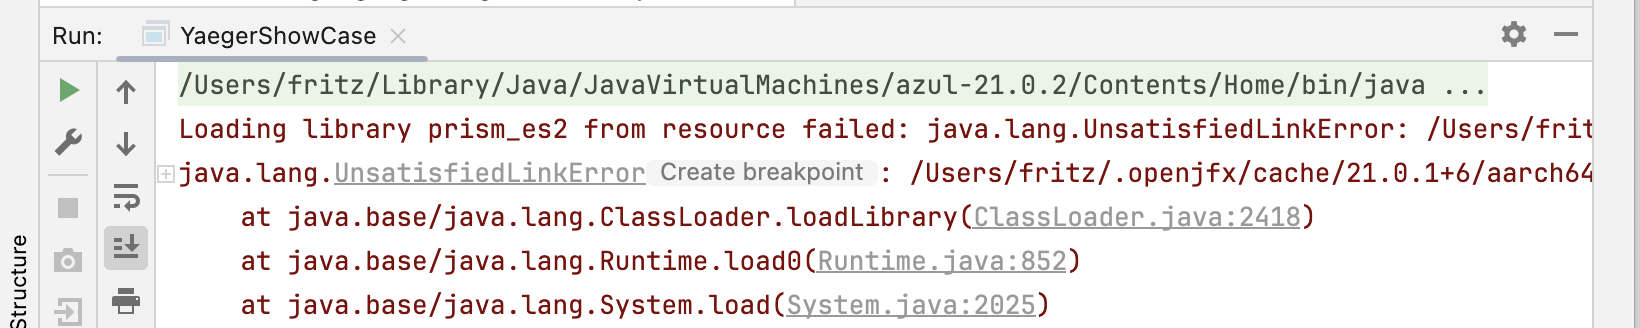 Run: YaegerShowCase
/Users/fritz/Library/Java/JavaVirtualMachines/azul-21.0.2/Contents/Home/bin/java ...
Loading library prism_es2 from resource failed: java.lang.UnsatisfiedLinkError: /Users/frit
java.lang.UnsatisfiedLinkError Create breakpoint : /Users/fritz/.openjfx/cache/21.0.1+6/aarch64
at java.base/java.lang.ClassLoader.loadLibrary(ClassLoader.java:2418)
at java.base/java.lang.Runtime.load0(Runtime.java:852)
at java.base/java.lang.System.load(System.java:2025)
Structure